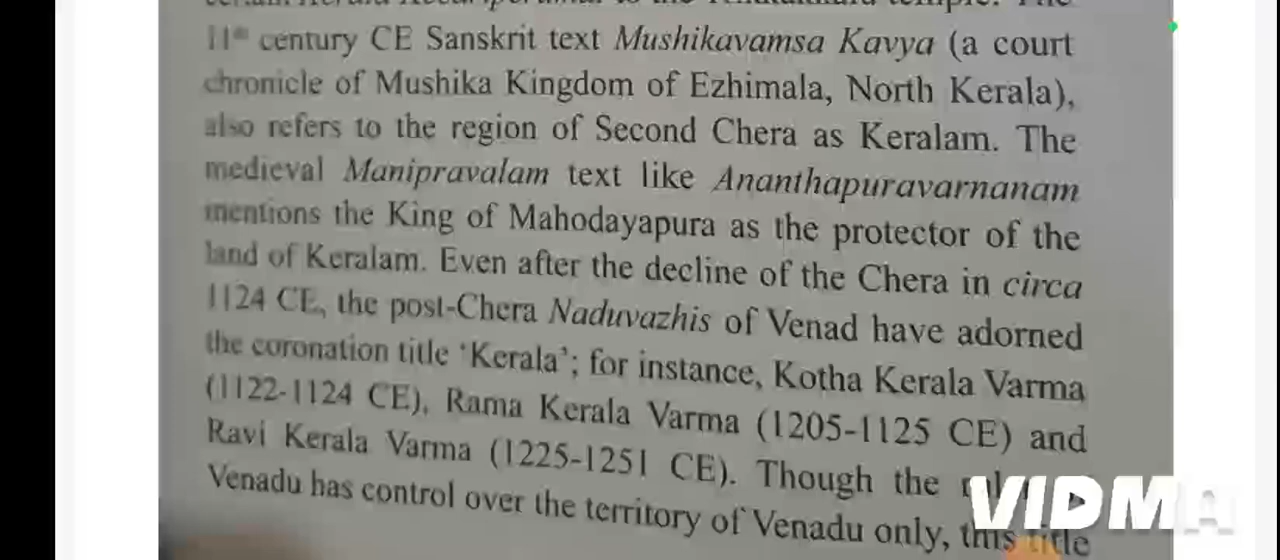 11th century CE Sanskrit text Mushikavamsa Kavya (a court
chronicle of Mushika Kingdom of Ezhimala, North Kerala),
also refers to the region of Second Chera as Keralam. The
medieval Manipravalam text like Ananthapuravarnanam
mentions the King of Mahodayapura as the protector of the
land of Keralam. Even after the decline of the Chera in circa
1124 CE, the post-Chera Naduvazhis of Venad have adorned
the coronation title ‘Kerala’; for instance, Kotha Kerala Varma
(1122-1124 CE), Rama Kerala Varma (1205-1125 CE) and
Ravi Kerala Varma (1225-1251 CE). Though the
Venadu has control over the territory of Venadu only, this title
VIDMA